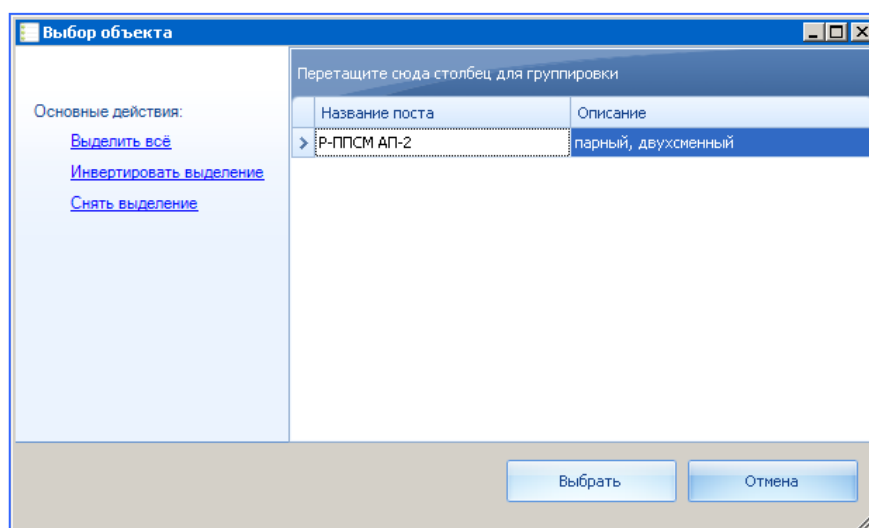 Выбор объекта
Перетащите сюда столбец для группировки
Основные действия:
Выделить всё
Инвертировать выделение
Снять выделение
Название поста Описание
Р-ППСМ АП-2 парный, двухсменный
Выбрать Отмена